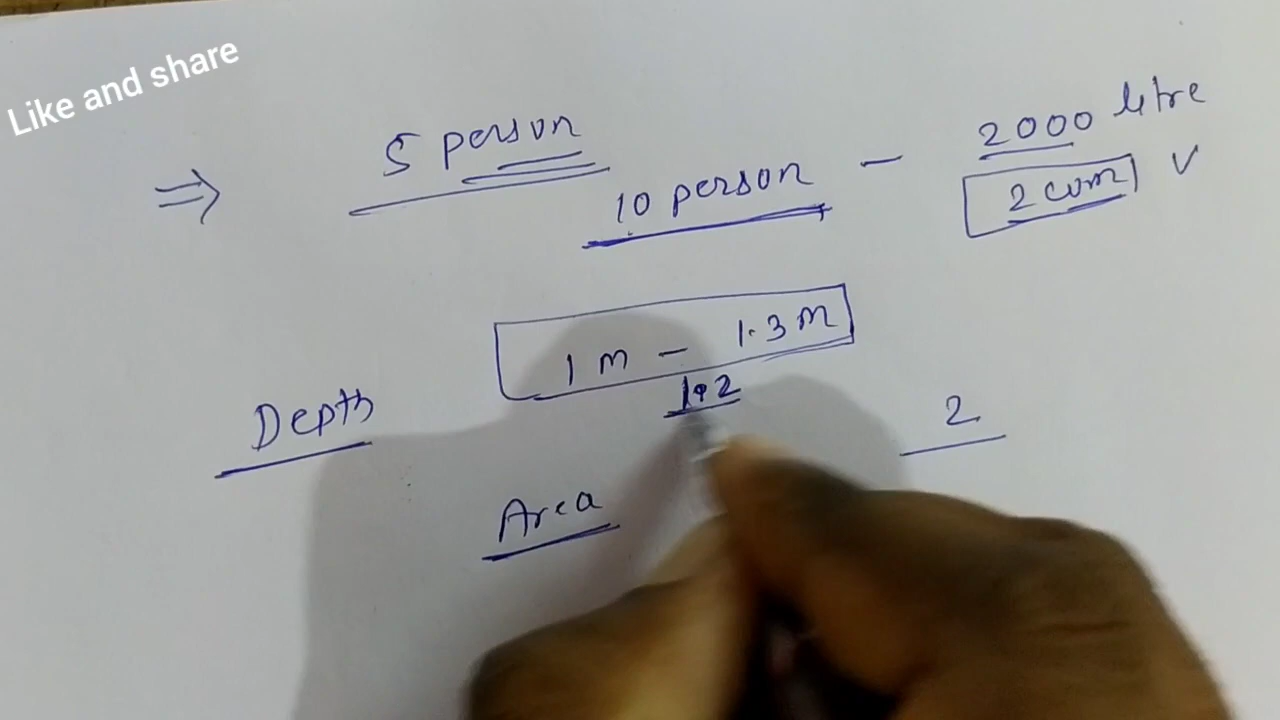 Like and share
⇒ 5 person
10 person - 2000 litre
2 cum ✓
1 m - 1.3 m
1.2
Depth
2
Area